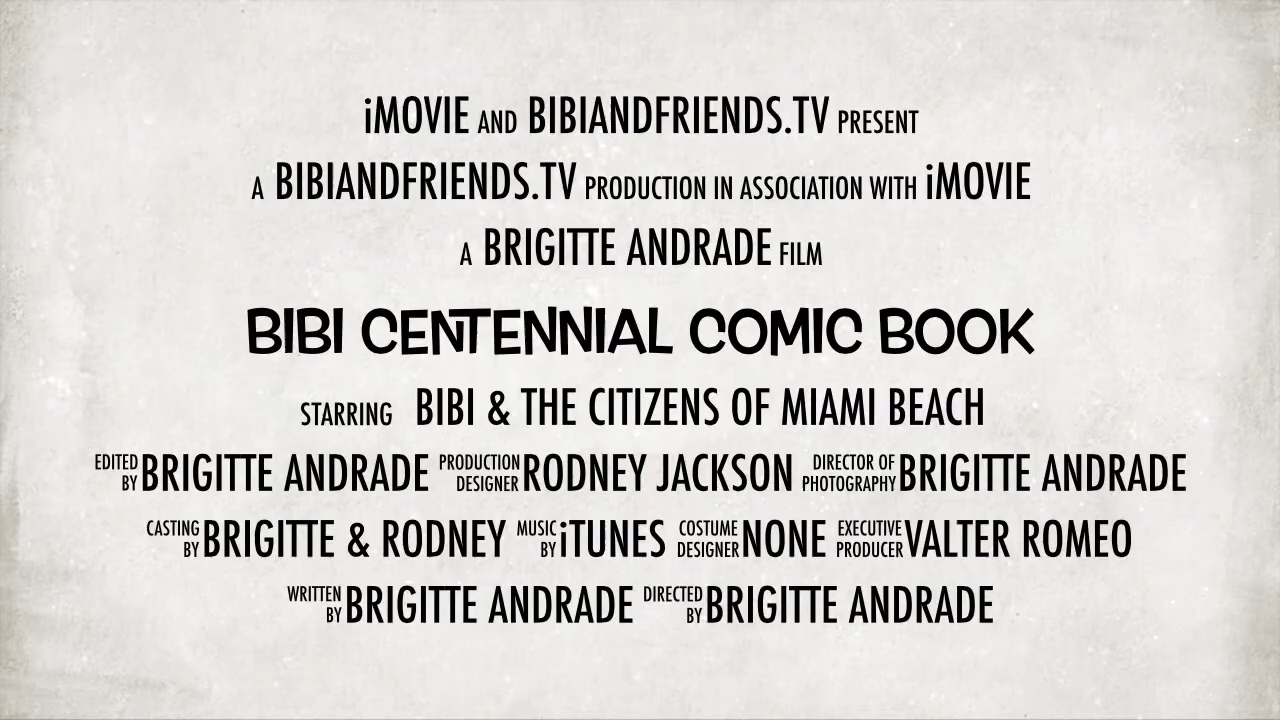 iMOVIE AND BIBIANDFRIENDS.TV PRESENT
A BIBIANDFRIENDS.TV PRODUCTION IN ASSOCIATION WITH iMOVIE
A BRIGITTE ANDRADE FILM
BIBI CENTENNIAL COMIC BOOK
STARRING BIBI & THE CITIZENS OF MIAMI BEACH
EDITED BY BRIGITTE ANDRADE PRODUCTION DESIGNER RODNEY JACKSON DIRECTOR OF PHOTOGRAPHY BRIGITTE ANDRADE
CASTING BY BRIGITTE & RODNEY MUSIC BY iTUNES COSTUME DESIGNER NONE EXECUTIVE PRODUCER VALTER ROMEO
WRITTEN BY BRIGITTE ANDRADE DIRECTED BY BRIGITTE ANDRADE